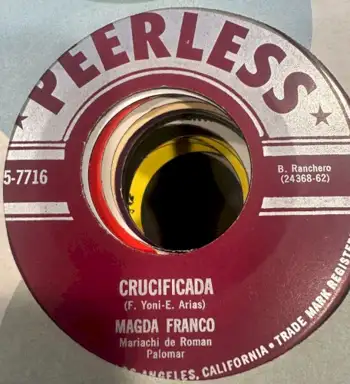 PEERLESS
5-7716
B. Ranchero
(24368-62)
CRUCIFICADA
(F. Yoni-E. Arias)
MAGDA FRANCO
Mariachi de Roman
Palomar
ANGELES, CALIFORNIA • TRADE MARK REGISTE